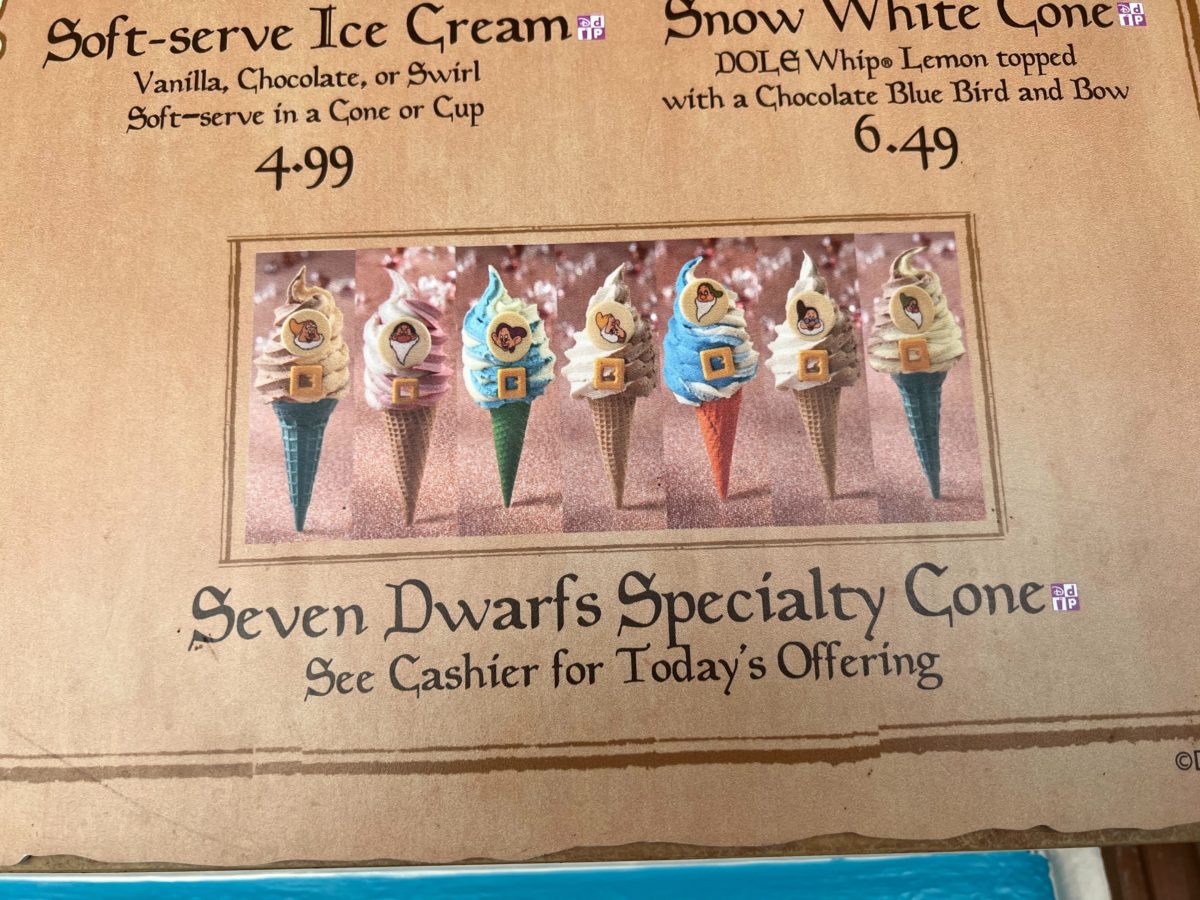 Soft-serve Ice Cream
Vanilla, Chocolate, or Swirl
Soft-serve in a Cone or Cup
4.99
Snow White Cone
DOLE Whip® Lemon topped
with a Chocolate Blue Bird and Bow
6.49
Seven Dwarfs Specialty Cone
See Cashier for Today's Offering
©D